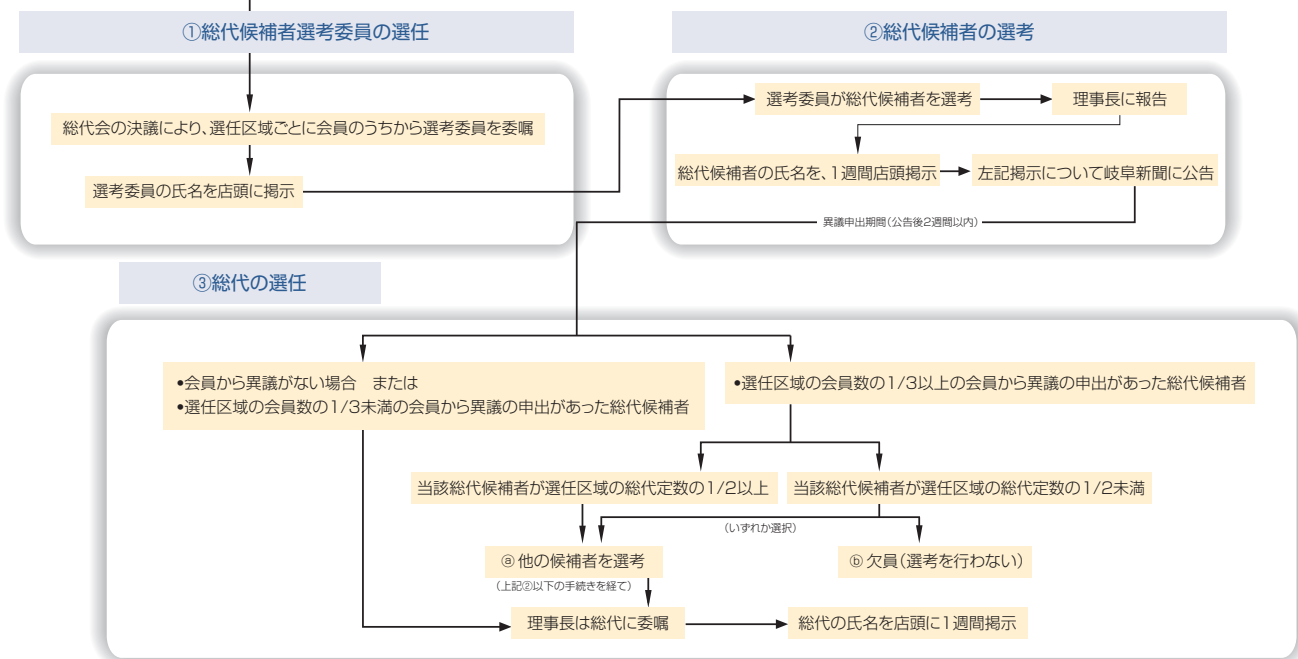 ①総代候補者選考委員の選任
総代会の決議により、選任区域ごとに会員のうちから選考委員を委嘱
選考委員の氏名を店頭に掲示
②総代候補者の選考
選考委員が総代候補者を選考
理事長に報告
総代候補者の氏名を、1週間店頭掲示
左記掲示について岐阜新聞に公告
異議申出期間(公告後2週間以内)
③総代の選任
•会員から異議がない場合　または
•選任区域の会員数の1/3未満の会員から異議の申出があった総代候補者
•選任区域の会員数の1/3以上の会員から異議の申出があった総代候補者
当該総代候補者が選任区域の総代定数の1/2以上
当該総代候補者が選任区域の総代定数の1/2未満
(いずれか選択)
ⓐ他の候補者を選考
(上記②以下の手続きを経て)
ⓑ欠員(選考を行わない)
理事長は総代に委嘱
総代の氏名を店頭に1週間掲示